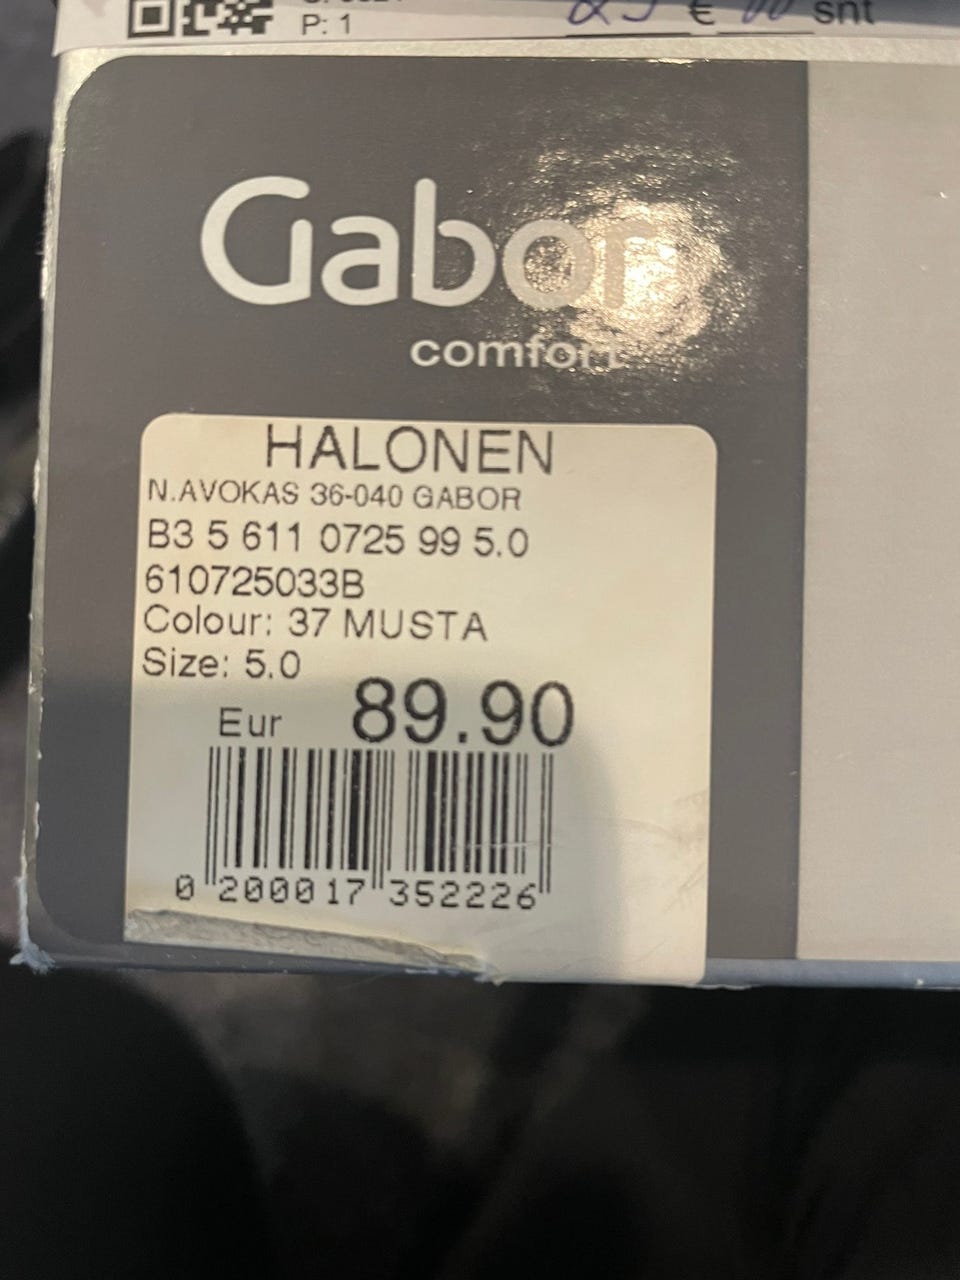 P: 1
€ snt
Gabor
comfort
HALONEN
N.AVOKAS 36-040 GABOR
B3 5 611 0725 99 5.0
610725033B
Colour: 37 MUSTA
Size: 5.0
Eur 89.90
0 200017 352226